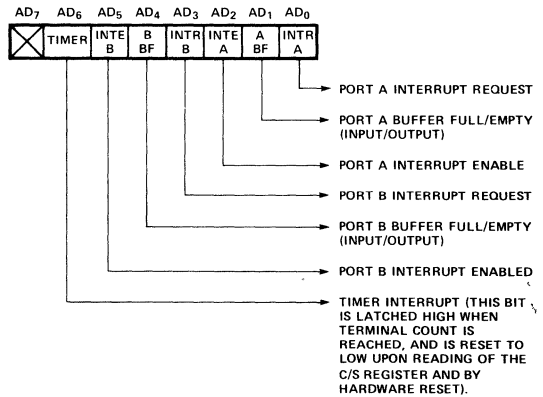 AD7 AD6 AD5 AD4 AD3 AD2 AD1 AD0
TIMER INTE B B BF INTR B INTE A A BF INTR A
PORT A INTERRUPT REQUEST
PORT A BUFFER FULL/EMPTY
(INPUT/OUTPUT)
PORT A INTERRUPT ENABLE
PORT B INTERRUPT REQUEST
PORT B BUFFER FULL/EMPTY
(INPUT/OUTPUT)
PORT B INTERRUPT ENABLED
TIMER INTERRUPT (THIS BIT
IS LATCHED HIGH WHEN
TERMINAL COUNT IS
REACHED, AND IS RESET TO
LOW UPON READING OF THE
C/S REGISTER AND BY
HARDWARE RESET).